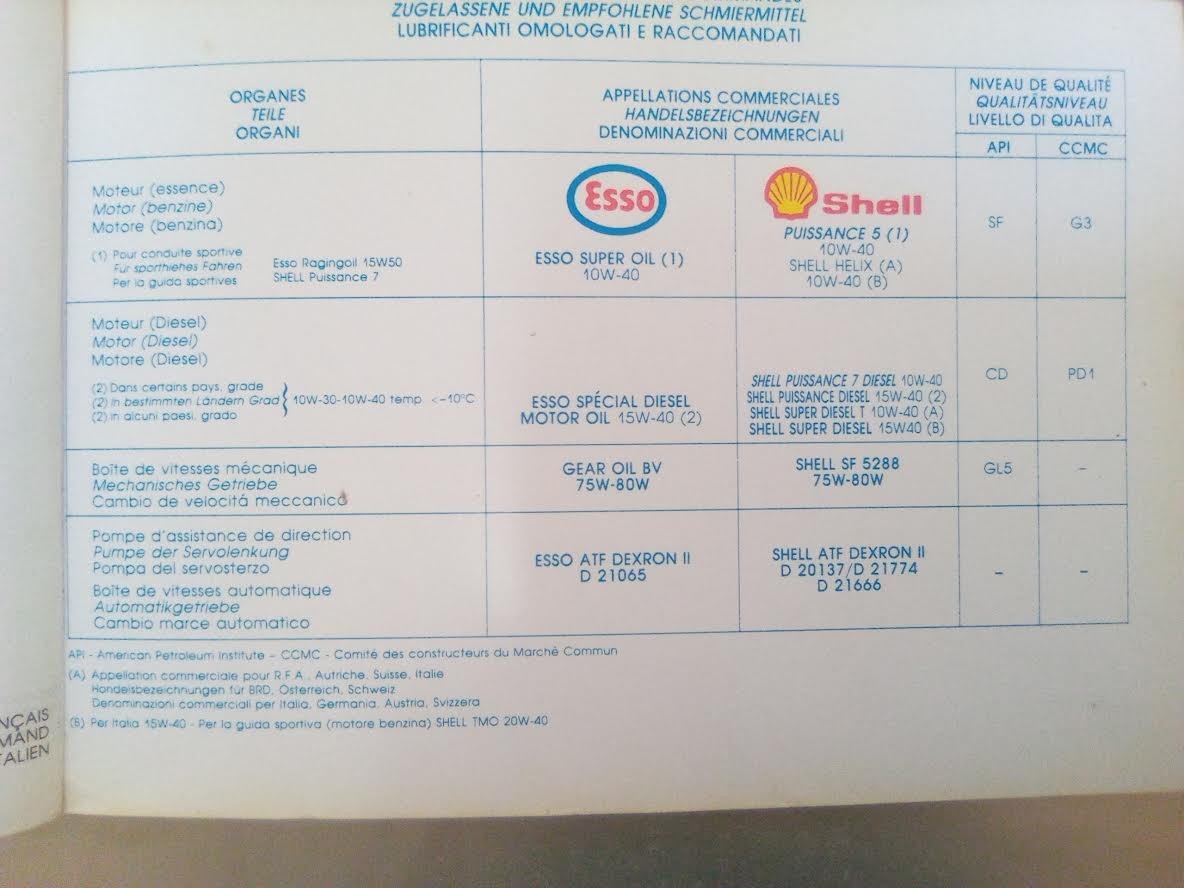 ZUGELASSENE UND EMPFOHLENE SCHMIERMITTEL
LUBRIFICANTI OMOLOGATI E RACCOMANDATI
ORGANES
TEILE
ORGANI
APPELLATIONS COMMERCIALES
HANDELSBEZEICHNUNGEN
DENOMINAZIONI COMMERCIALI
NIVEAU DE QUALITÉ
QUALITÄTSNIVEAU
LIVELLO DI QUALITA
API
CCMC
Moteur (essence)
Motor (benzine)
Motore (benzina)
(1) Pour conduite sportive
Für sporthiehes Fahren
Per la guida sportives
Esso Ragingoil 15W50
SHELL Puissance 7
Esso
ESSO SUPER OIL (1)
10W-40
Shell
PUISSANCE 5 (1)
10W-40
SHELL HELIX (A)
10W-40 (B)
SF
G3
Moteur (Diesel)
Motor (Diesel)
Motore (Diesel)
(2) Dans certains pays, grade
(2) in bestimmten Ländern Grad
(2) in alcuni paesi, grado
10W-30-10W-40 temp. <-10°C
ESSO SPÉCIAL DIESEL
MOTOR OIL 15W-40 (2)
SHELL PUISSANCE 7 DIESEL 10W-40
SHELL PUISSANCE DIESEL 15W-40 (2)
SHELL SUPER DIESEL T 10W-40 (A)
SHELL SUPER DIESEL 15W40 (B)
CD
PD1
Boîte de vitesses mécanique
Mechanisches Getriebe
Cambio de velocitá meccanico
GEAR OIL BV
75W-80W
SHELL SF 5288
75W-80W
GL5
-
Pompe d'assistance de direction
Pumpe der Servolenkung
Pompa del servosterzo
Boîte de vitesses automatique
Automatikgetriebe
Cambio marce automatico
ESSO ATF DEXRON II
D 21065
SHELL ATF DEXRON II
D 20137/D 21774
D 21666
-
-
API - American Petroleum Institute - CCMC - Comité des constructeurs du Marchè Commun
(A) Appellation commerciale pour R.F.A., Autriche, Suisse, Italie
Handelsbezeichnungen für BRD, Österreich, Schweiz
Denominazioni commerciali per Italia, Germania, Austria, Svizzera
(B) Per Italia 15W-40 - Per la guida sportiva (motore benzina) SHELL TMO 20W-40
NÇAIS
MAND
TALIEN